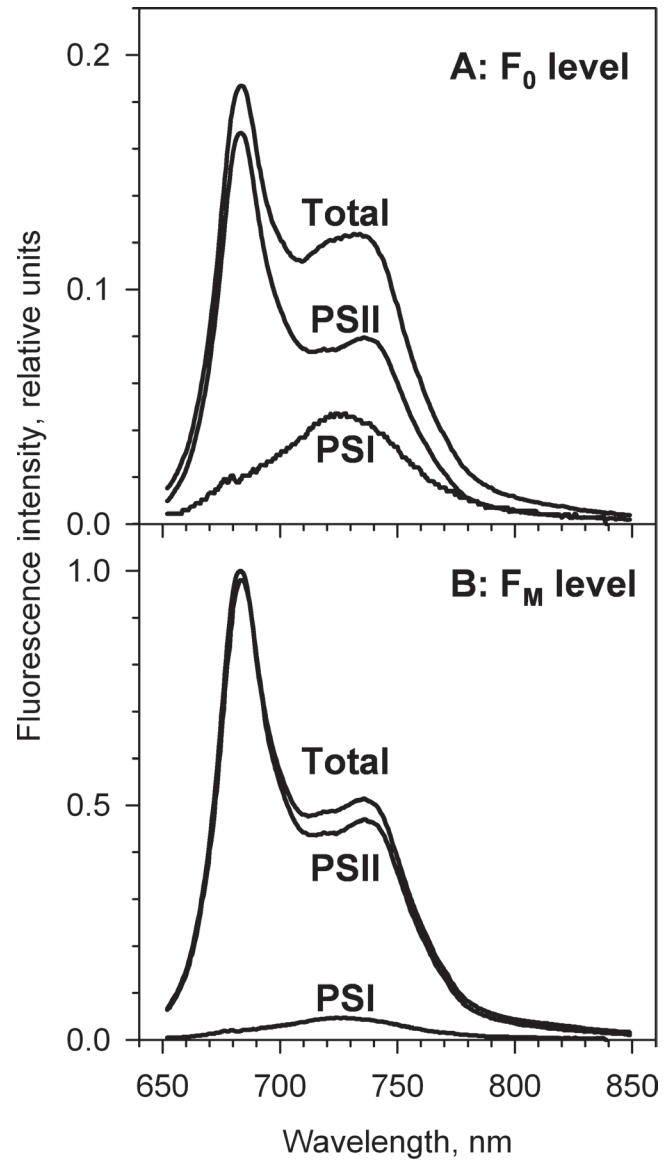 A: F0 level
0.2
Total
0.1
PSII
PSI
0.0
B: FM level
1.0
Total
0.5
PSII
PSI
0.0
650 700 750 800 850
Wavelength, nm
Fluorescence intensity, relative units